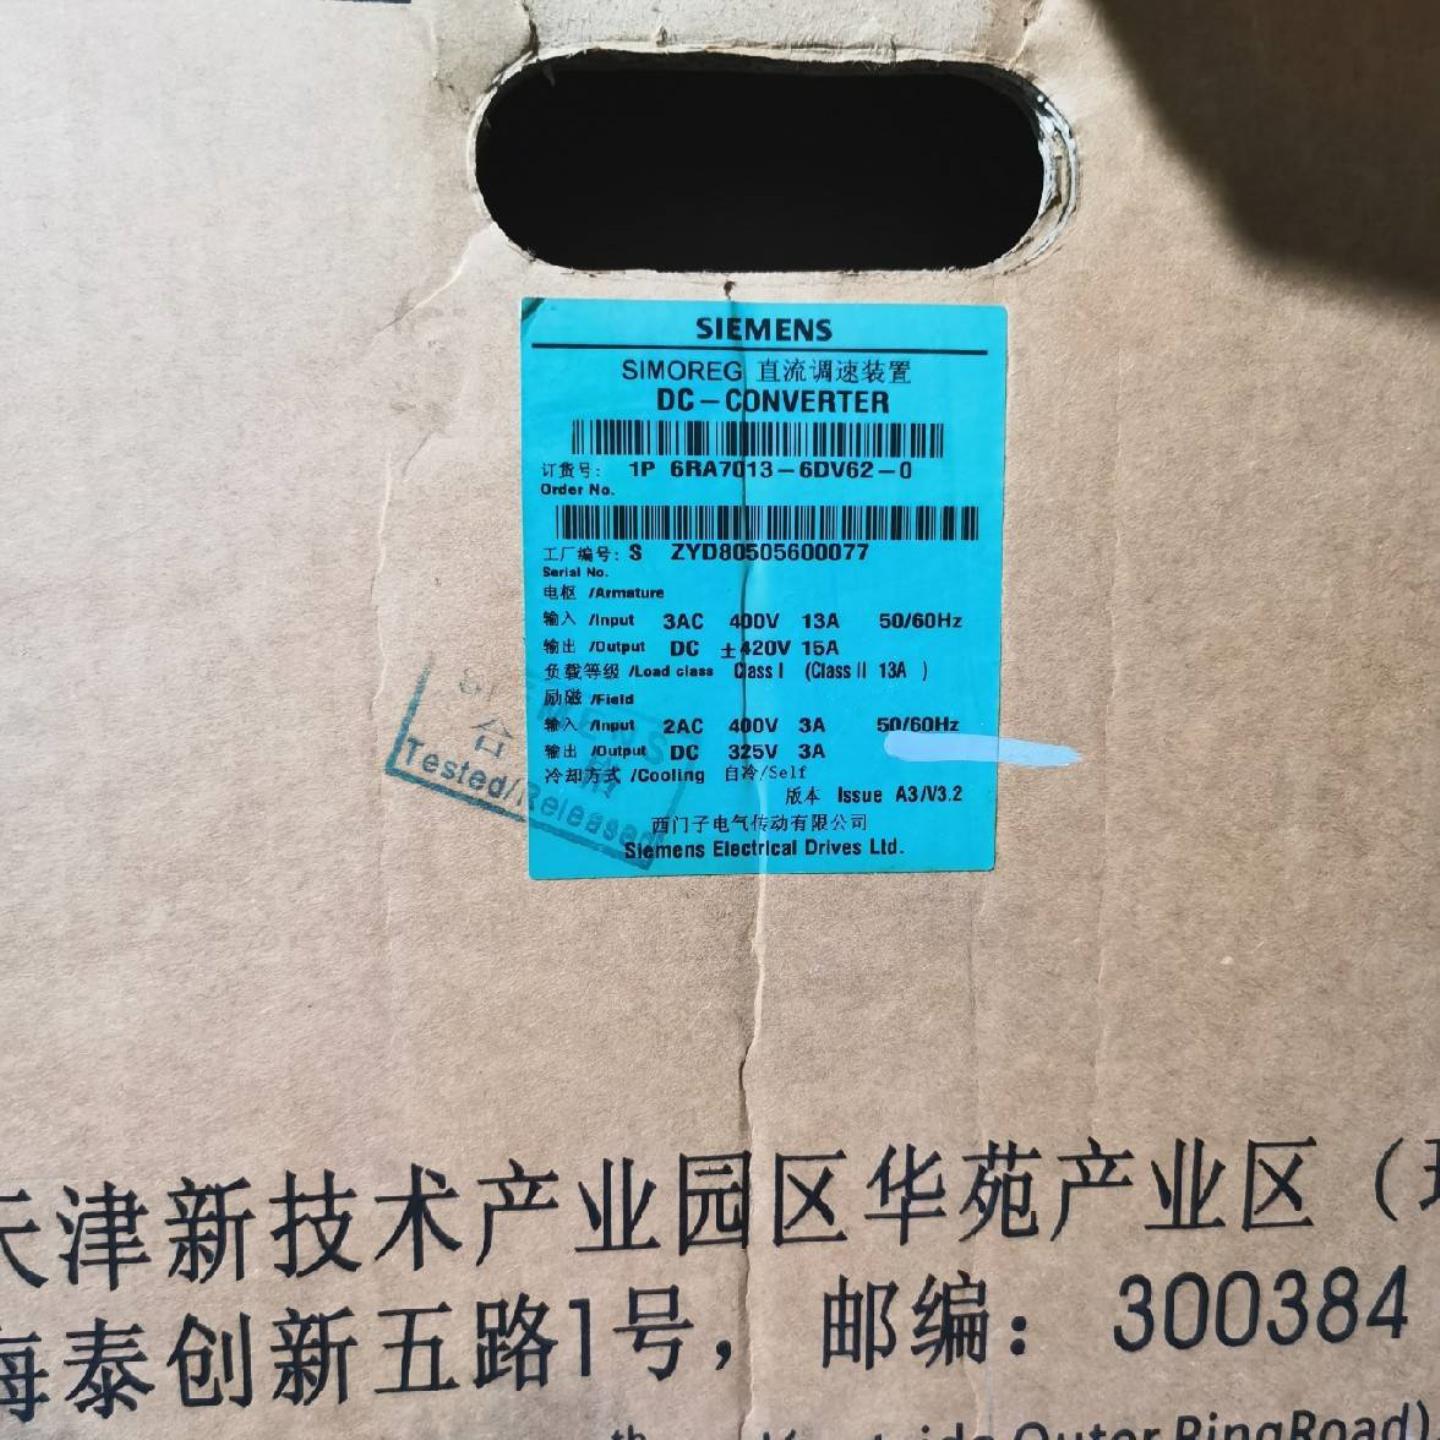 SIEMENS
SIMOREG 直流调速装置
DC-CONVERTER
订货号: 1P 6RA7013-6DV62-0
Order No.
工厂编号: S ZYD80505600077
Serial No.
电枢 /Armature
输入 /Input 3AC 400V 13A 50/60Hz
输出 /Output DC ±420V 15A
负载等级 /Load class Class I (Class II 13A )
励磁 /Field
输入 /Input 2AC 400V 3A 50/60Hz
输出 /Output DC 325V 3A
冷却方式 /Cooling 自冷/Self
版本 Issue A3/V3.2
西门子电气传动有限公司
Siemens Electrical Drives Ltd.
Tested/Released
天津新技术产业园区华苑产业区（
海泰创新五路1号，邮编：300384
th Outer RingRoad)